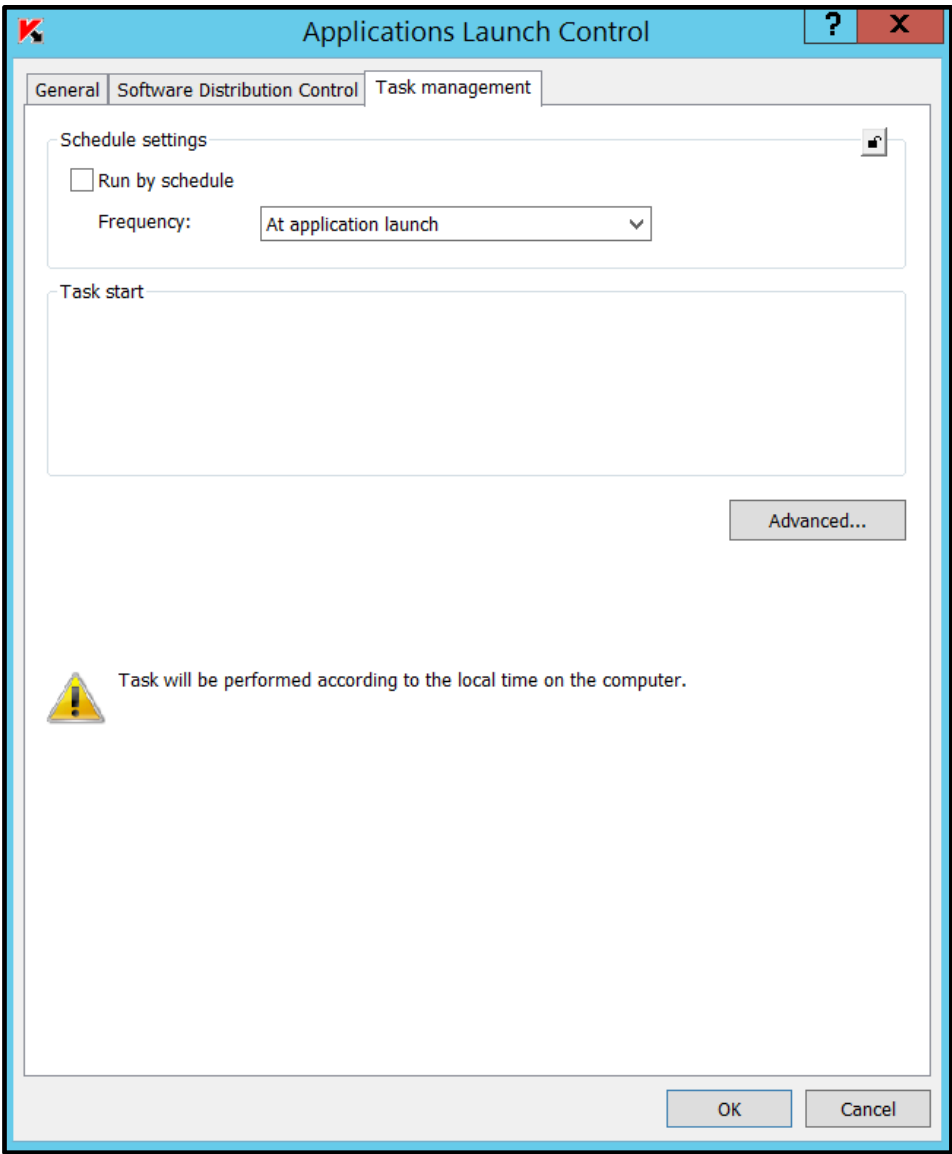 Applications Launch Control
?
X
General
Software Distribution Control
Task management
Schedule settings
Run by schedule
Frequency:
At application launch
Task start
Advanced...
Task will be performed according to the local time on the computer.
OK
Cancel